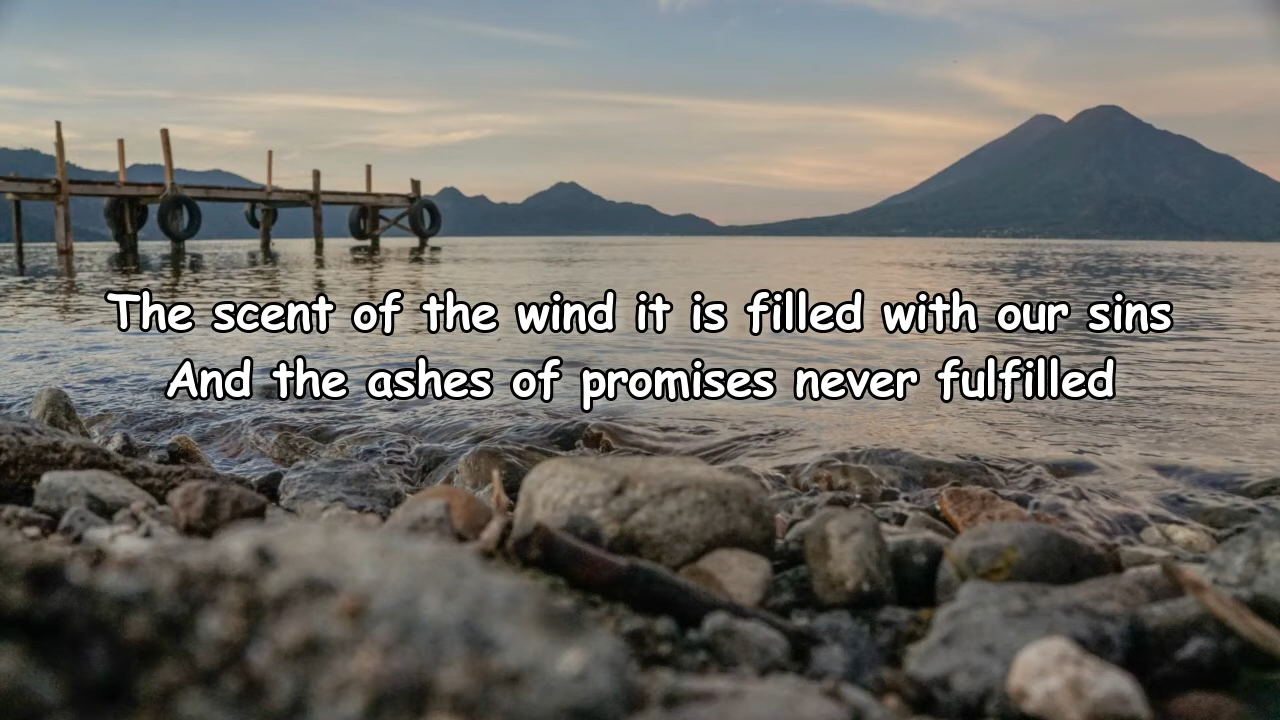 The scent of the wind it is filled with our sins
And the ashes of promises never fulfilled